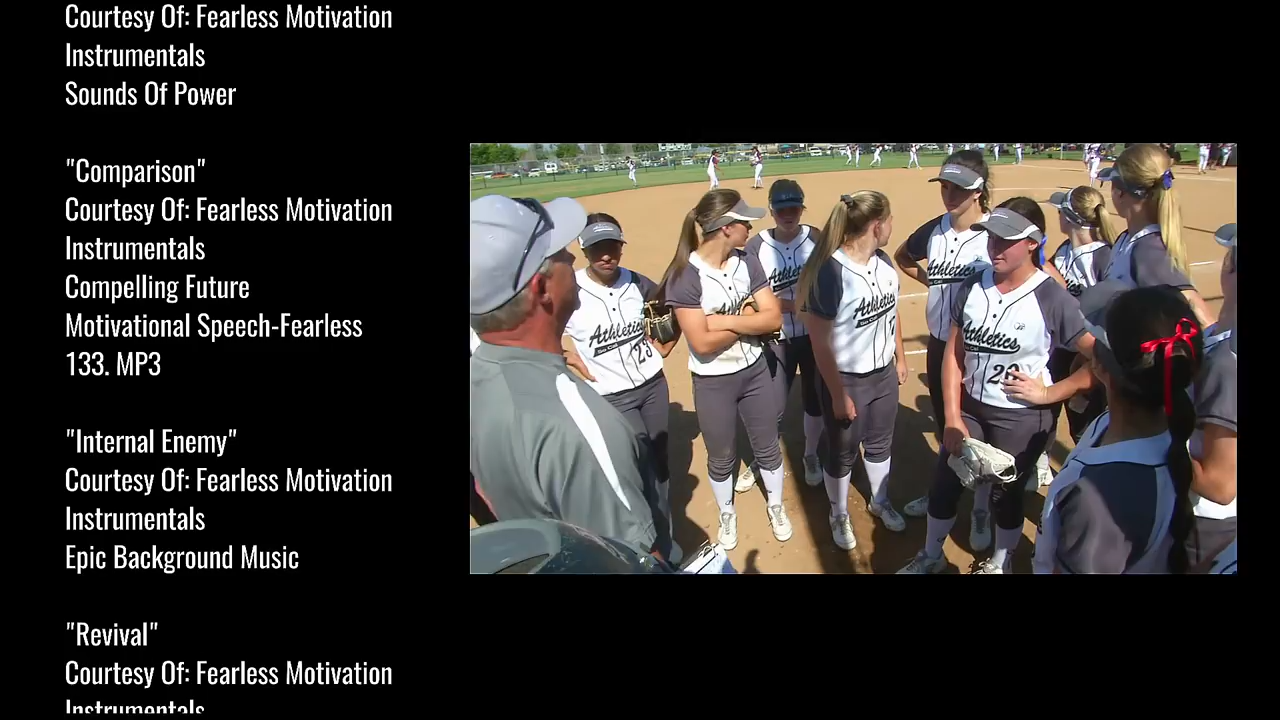 Courtesy Of: Fearless Motivation
Instrumentals
Sounds Of Power
"Comparison"
Courtesy Of: Fearless Motivation
Instrumentals
Compelling Future
Motivational Speech-Fearless
133. MP3
"Internal Enemy"
Courtesy Of: Fearless Motivation
Instrumentals
Epic Background Music
"Revival"
Courtesy Of: Fearless Motivation
Instrumentals
Athletics
23
Athletics
Athletics
Athletics
Athletics
Athletics